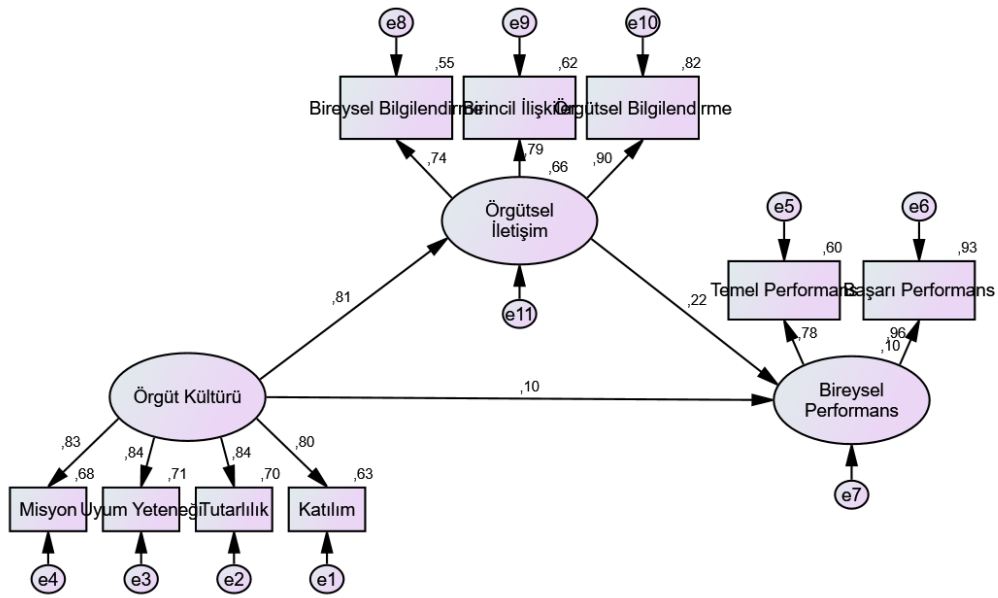 e8
e9
e10
,55
,62
,82
Bireysel Bilgilendirme
Birincil İlişkiler
Örgütsel Bilgilendirme
,74
,79
,90
,66
Örgütsel
İletişim
e11
e5
e6
,60
,93
Temel Performans
Başarı Performans
,78
,96
,10
Bireysel
Performans
e7
,81
,22
,10
Örgüt Kültürü
,83
,84
,84
,80
,68
,71
,70
,63
Misyon
Uyum Yeteneği
Tutarlılık
Katılım
e4
e3
e2
e1